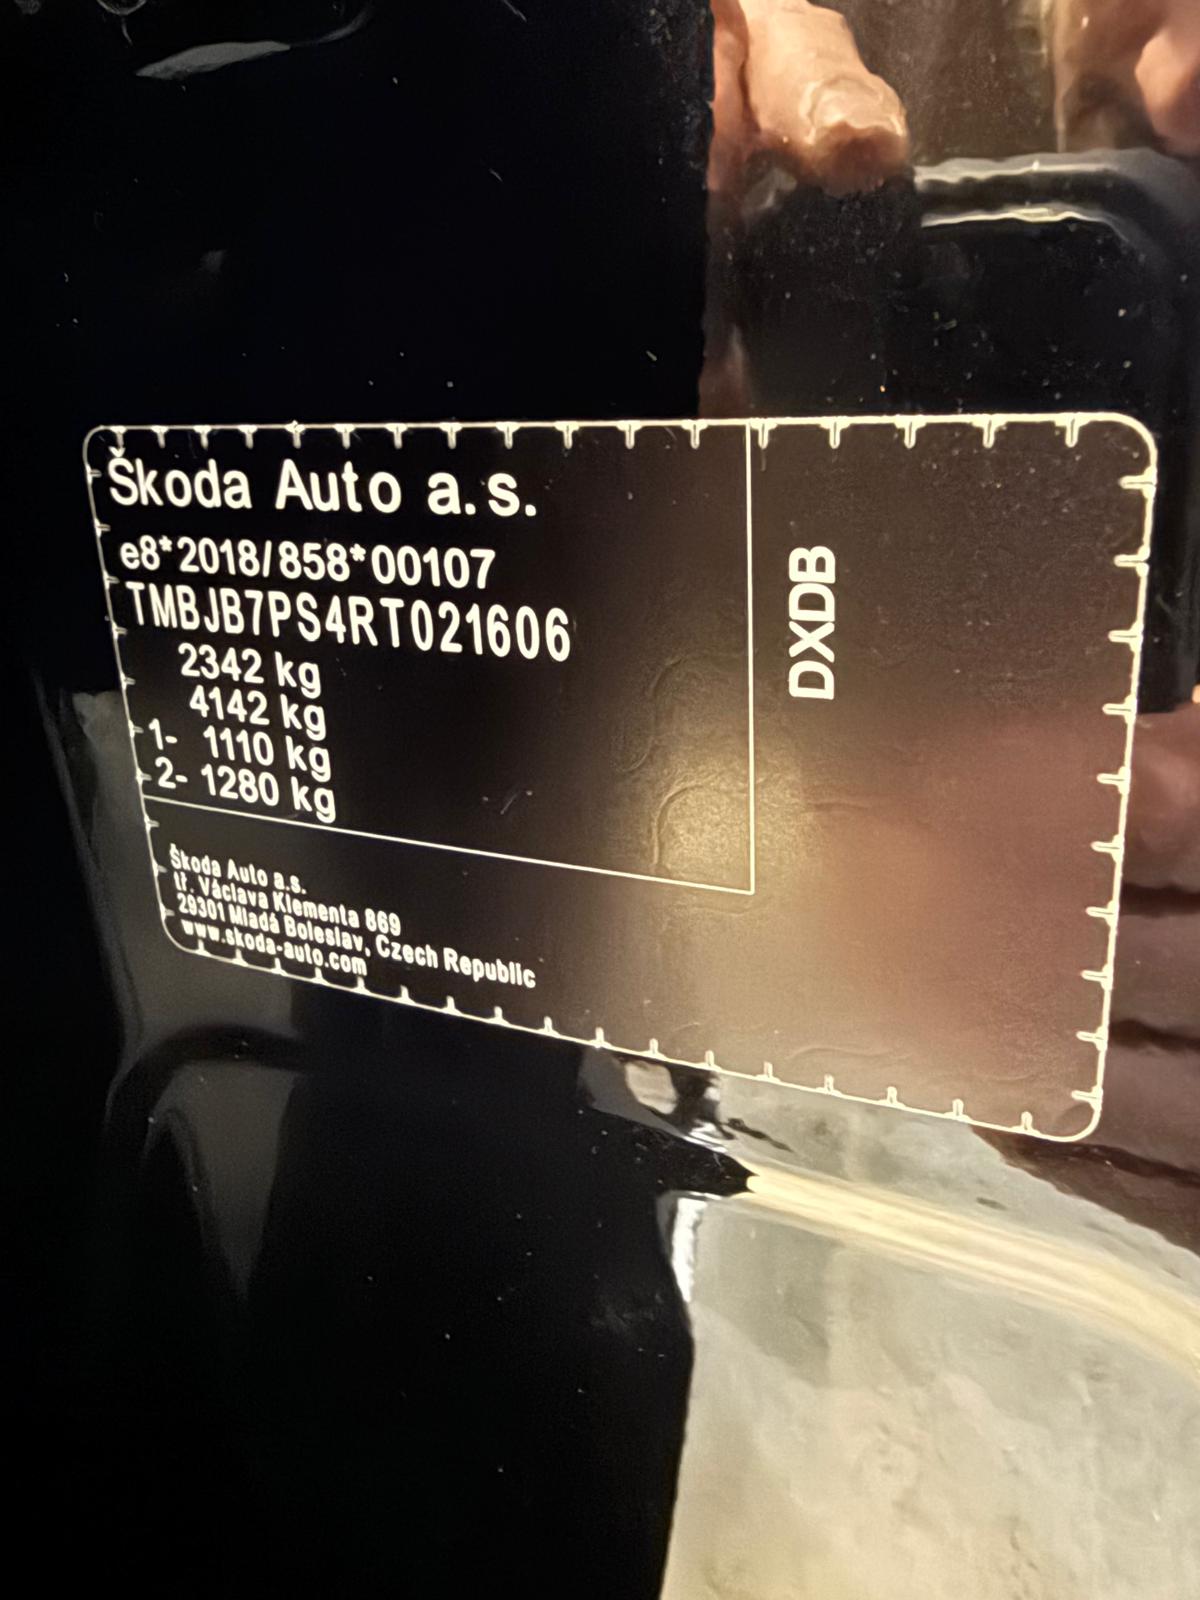 Škoda Auto a.s.
e8*2018/858*00107
TMBJB7PS4RT021606
2342 kg
4142 kg
1- 1110 kg
2- 1280 kg
DXDB
Škoda Auto a.s.
tř. Václava Klementa 869
29301 Mladá Boleslav, Czech Republic
www.skoda-auto.com